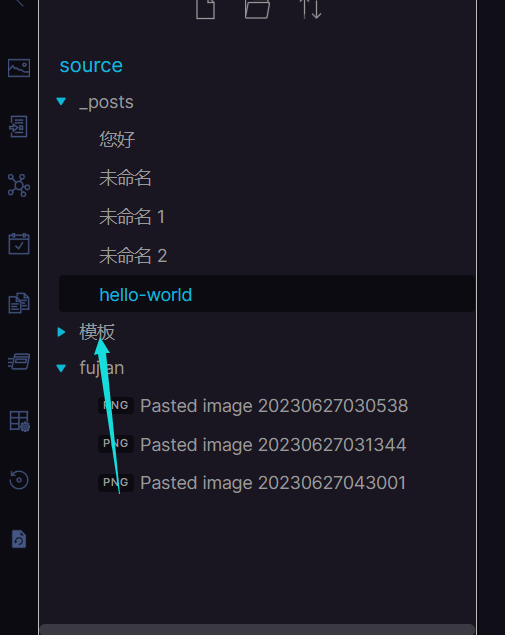 source
_posts
您好
未命名
未命名 1
未命名 2
hello-world
模板
fujian
PNG Pasted image 20230627030538
PNG Pasted image 20230627031344
PNG Pasted image 20230627043001